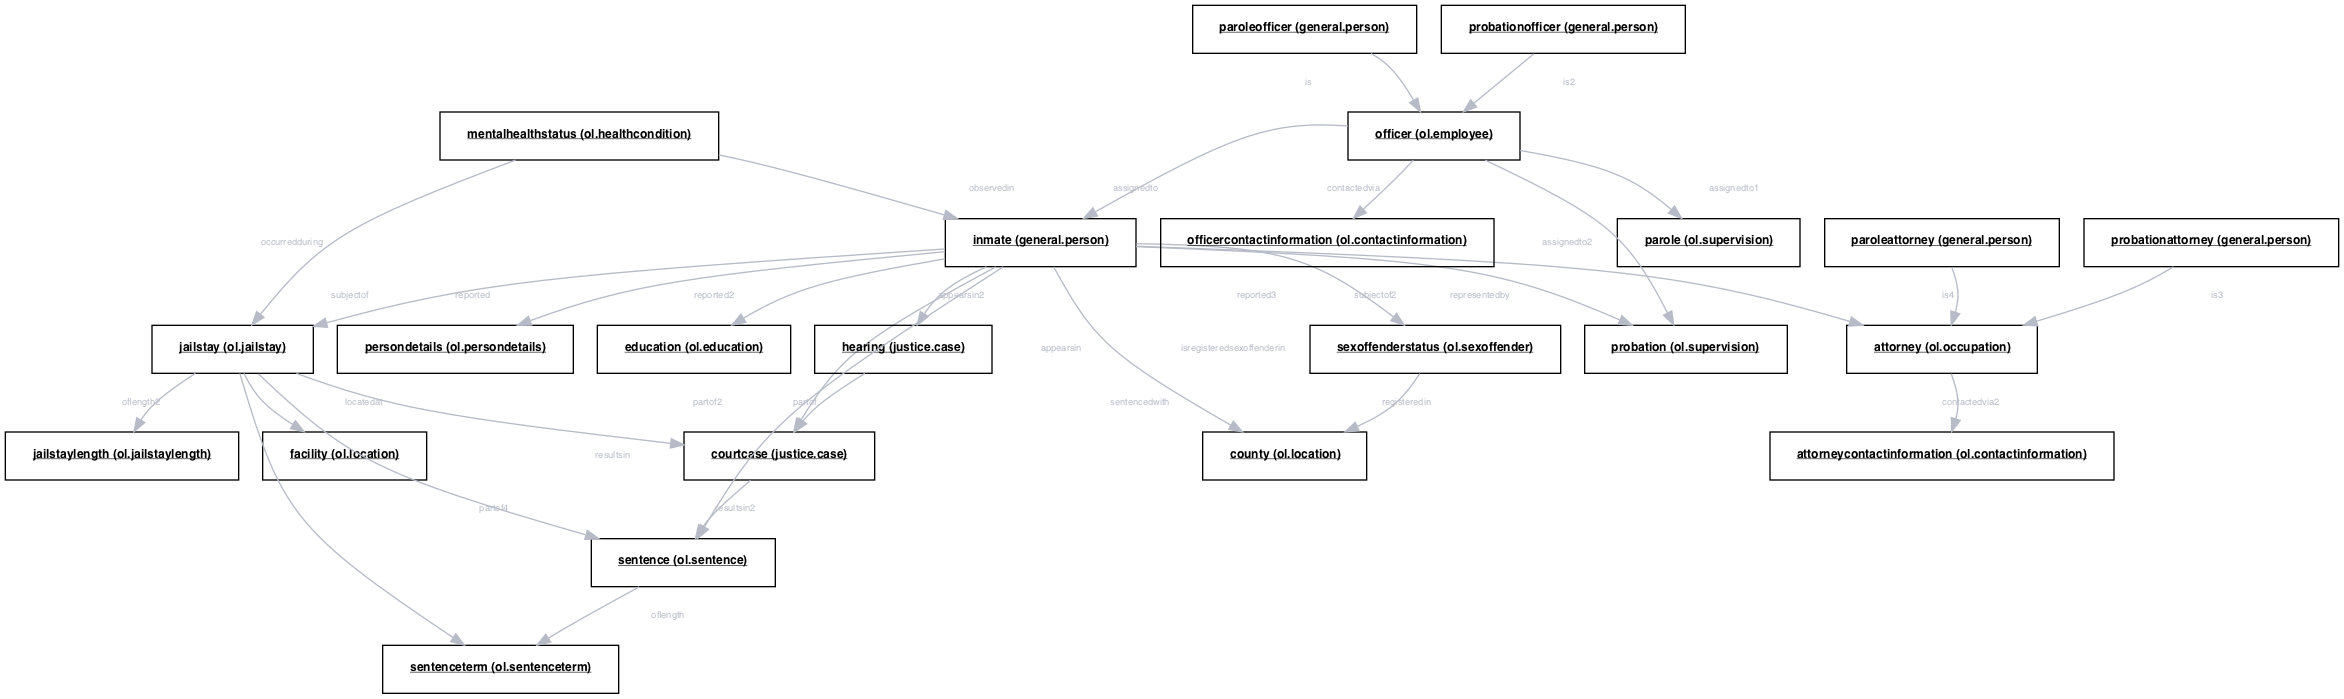 paroleofficer (general.person)
probationofficer (general.person)
is
is2
mentalhealthstatus (ol.healthcondition)
officer (ol.employee)
observedin
assignedto
contactedvia
assignedto1
occurredduring
inmate (general.person)
officercontactinformation (ol.contactinformation)
assignedto2
parole (ol.supervision)
paroleattorney (general.person)
probationattorney (general.person)
subjectof
reported
reported2
appearsin2
reported3
subjectof2
representedby
is4
is3
jailstay (ol.jailstay)
persondetails (ol.persondetails)
education (ol.education)
hearing (justice.case)
appearsin
isregisteredsexoffenderin
sexoffenderstatus (ol.sexoffender)
probation (ol.supervision)
attorney (ol.occupation)
oflength2
locatedat
partof2
partof
sentencedwith
registeredin
contactedvia2
jailstaylength (ol.jailstaylength)
facility (ol.location)
resultsin
courtcase (justice.case)
county (ol.location)
attorneycontactinformation (ol.contactinformation)
partof4
resultsin2
sentence (ol.sentence)
oflength
sentenceterm (ol.sentenceterm)